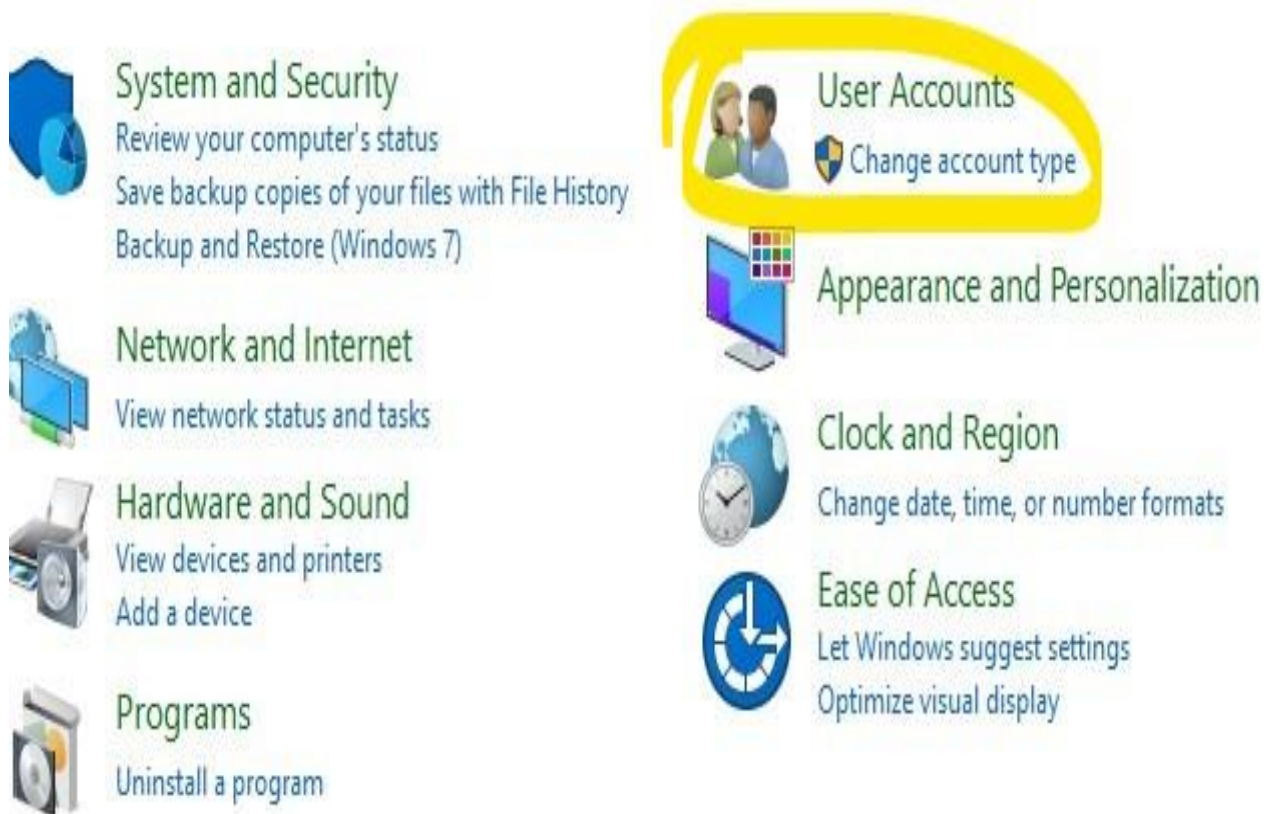 System and Security
Review your computer's status
Save backup copies of your files with File History
Backup and Restore (Windows 7)
Network and Internet
View network status and tasks
Hardware and Sound
View devices and printers
Add a device
Programs
Uninstall a program
User Accounts
Change account type
Appearance and Personalization
Clock and Region
Change date, time, or number formats
Ease of Access
Let Windows suggest settings
Optimize visual display